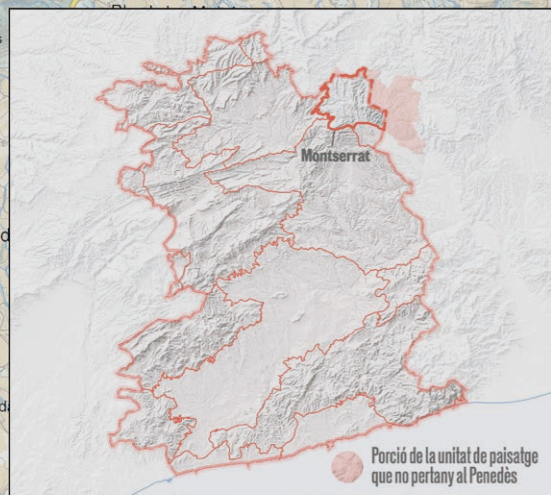 Montserrat
Porció de la unitat de paisatge
que no pertany al Penedès